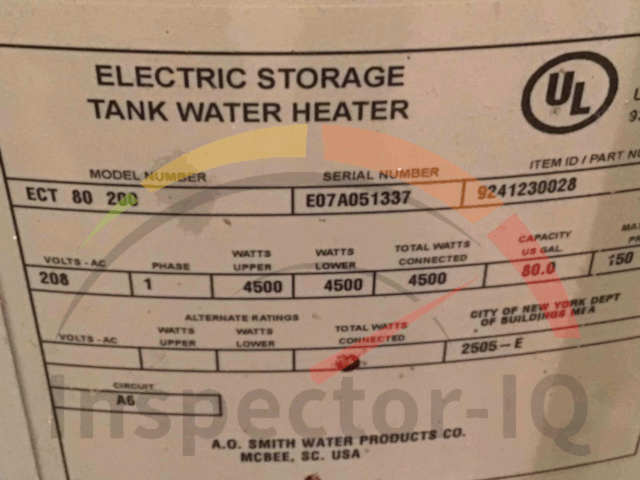 ELECTRIC STORAGE
TANK WATER HEATER
UL
MODEL NUMBER SERIAL NUMBER ITEM ID / PART
ECT 80 200 E07A051337 9241230028
VOLTS - AC PHASE WATTS UPPER WATTS LOWER TOTAL WATTS CONNECTED CAPACITY US GAL.
208 1 4500 4500 4500 80.0 150
ALTERNATE RATINGS
VOLTS - AC WATTS UPPER WATTS LOWER TOTAL WATTS CONNECTED CITY OF NEW YORK DEPT OF BUILDINGS MEA
2505-E
CIRCUIT
A6
Inspector-IQ
A.O. SMITH WATER PRODUCTS CO.
MCBEE, SC. USA